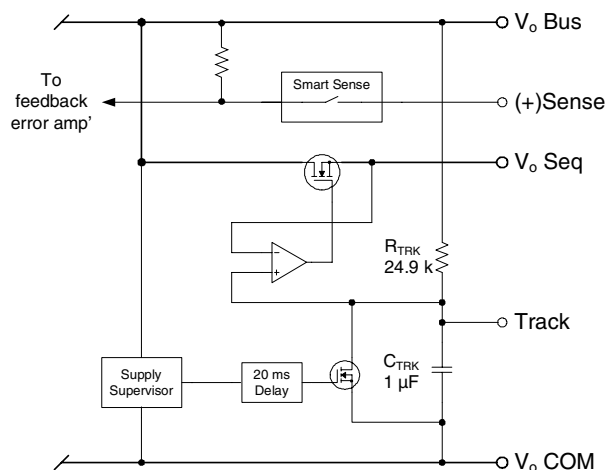 Vo Bus
To
feedback
error amp'
Smart Sense
(+)Sense
Vo Seq
−
+
RTRK
24.9 k
Track
Supply
Supervisor
20 ms
Delay
CTRK
1 μF
Vo COM